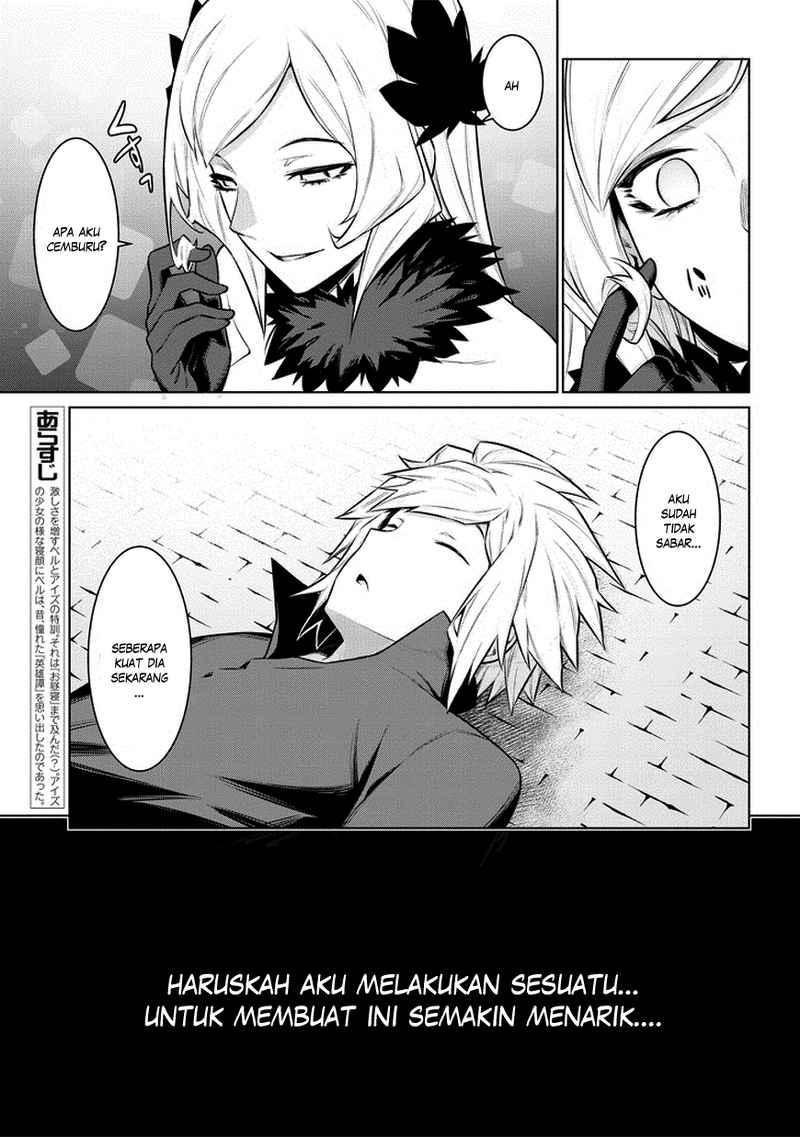 AH
くすっ
APA AKU
CEMBURU?
AKU
SUDAH
TIDAK
SABAR...
SEBERAPA
KUAT DIA
SEKARANG
...
あらすじ
激しさを増すベルとアイズの特訓。それは『お昼寝』まで及んだ(?)。アイズ
の少女の様な寝顔にベルは、昔、憧れた『英雄譚』を思い出したのであった。
HARUSKAH AKU MELAKUKAN SESUATU...
UNTUK MEMBUAT INI SEMAKIN MENARIK....